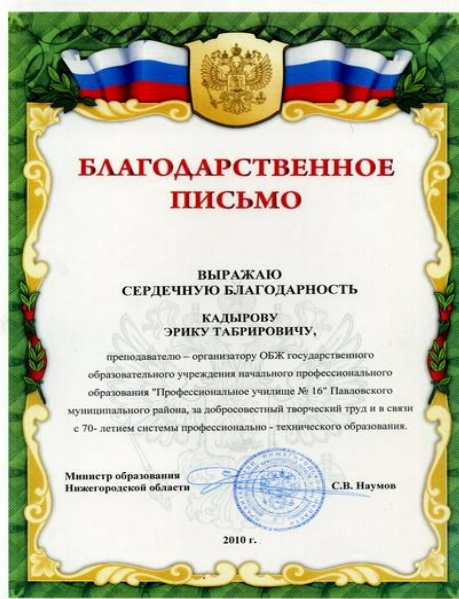 БЛАГОДАРСТВЕННОЕ
ПИСЬМО
ВЫРАЖАЮ
СЕРДЕЧНУЮ БЛАГОДАРНОСТЬ
КАДЫРОВУ
ЭРИКУ ТАБРИРОВИЧУ,
преподавателю – организатору ОБЖ государственного
образовательного учреждения начального профессионального
образования "Профессиональное училище № 16" Павловского
муниципального района, за добросовестный творческий труд и в связи
с 70- летием системы профессионально - технического образования.
Министр образования
Нижегородской области
С.В. Наумов
2010 г.